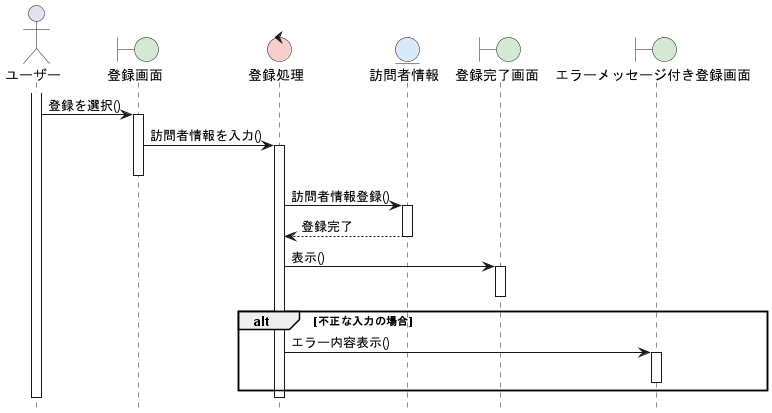 ユーザー
登録画面
登録処理
訪問者情報
登録完了画面
エラーメッセージ付き登録画面
登録を選択()
訪問者情報を入力()
訪問者情報登録()
登録完了
表示()
alt [不正な入力の場合]
エラー内容表示()